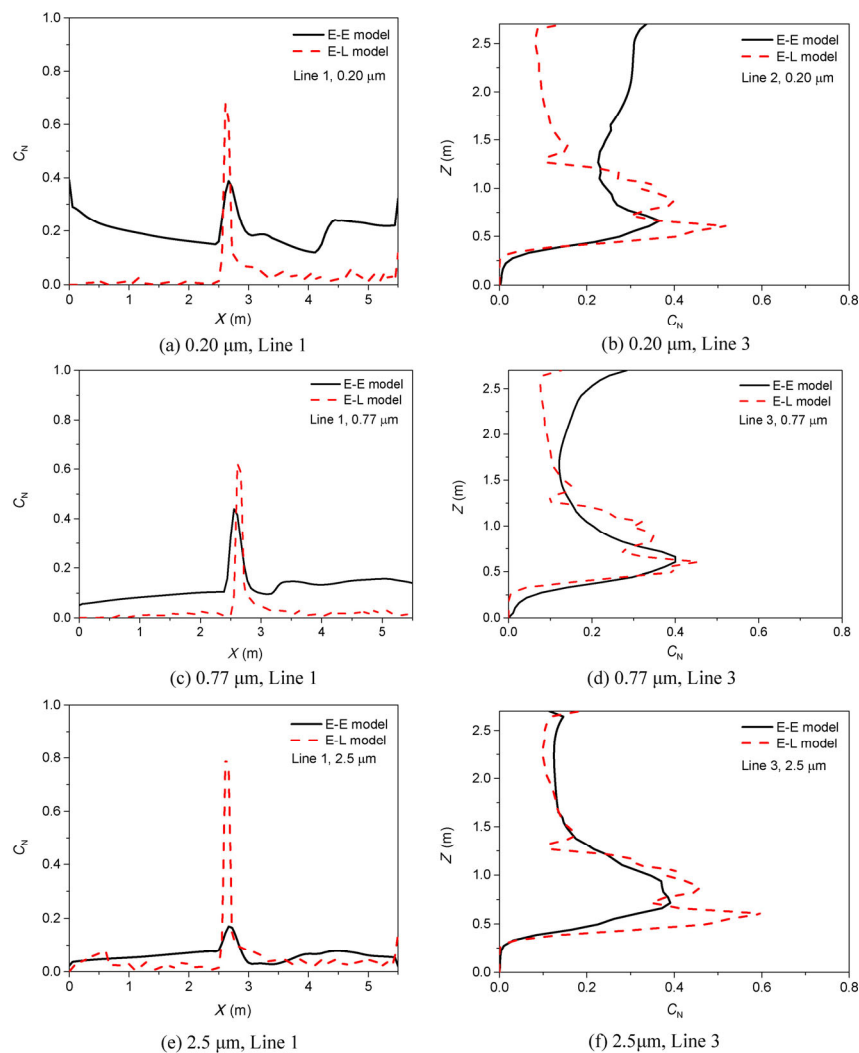 1.0
0.8
0.6
0.4
0.2
0.0
C_N
0 1 2 3 4 5
X (m)
E-E model
E-L model
Line 1, 0.20 μm
(a) 0.20 μm, Line 1
2.5
2.0
1.5
1.0
0.5
0.0
Z (m)
0.0 0.2 0.4 0.6 0.8
C_N
E-E model
E-L model
Line 2, 0.20 μm
(b) 0.20 μm, Line 3
1.0
0.8
0.6
0.4
0.2
0.0
C_N
0 1 2 3 4 5
X (m)
E-E model
E-L model
Line 1, 0.77 μm
(c) 0.77 μm, Line 1
2.5
2.0
1.5
1.0
0.5
0.0
Z (m)
0.0 0.2 0.4 0.6 0.8
C_N
E-E model
E-L model
Line 3, 0.77 μm
(d) 0.77 μm, Line 3
1.0
0.8
0.6
0.4
0.2
0.0
C_N
0 1 2 3 4 5
X (m)
E-E model
E-L model
Line 1, 2.5 μm
(e) 2.5 μm, Line 1
2.5
2.0
1.5
1.0
0.5
0.0
Z (m)
0.0 0.2 0.4 0.6 0.8
C_N
E-E model
E-L model
Line 3, 2.5 μm
(f) 2.5μm, Line 3